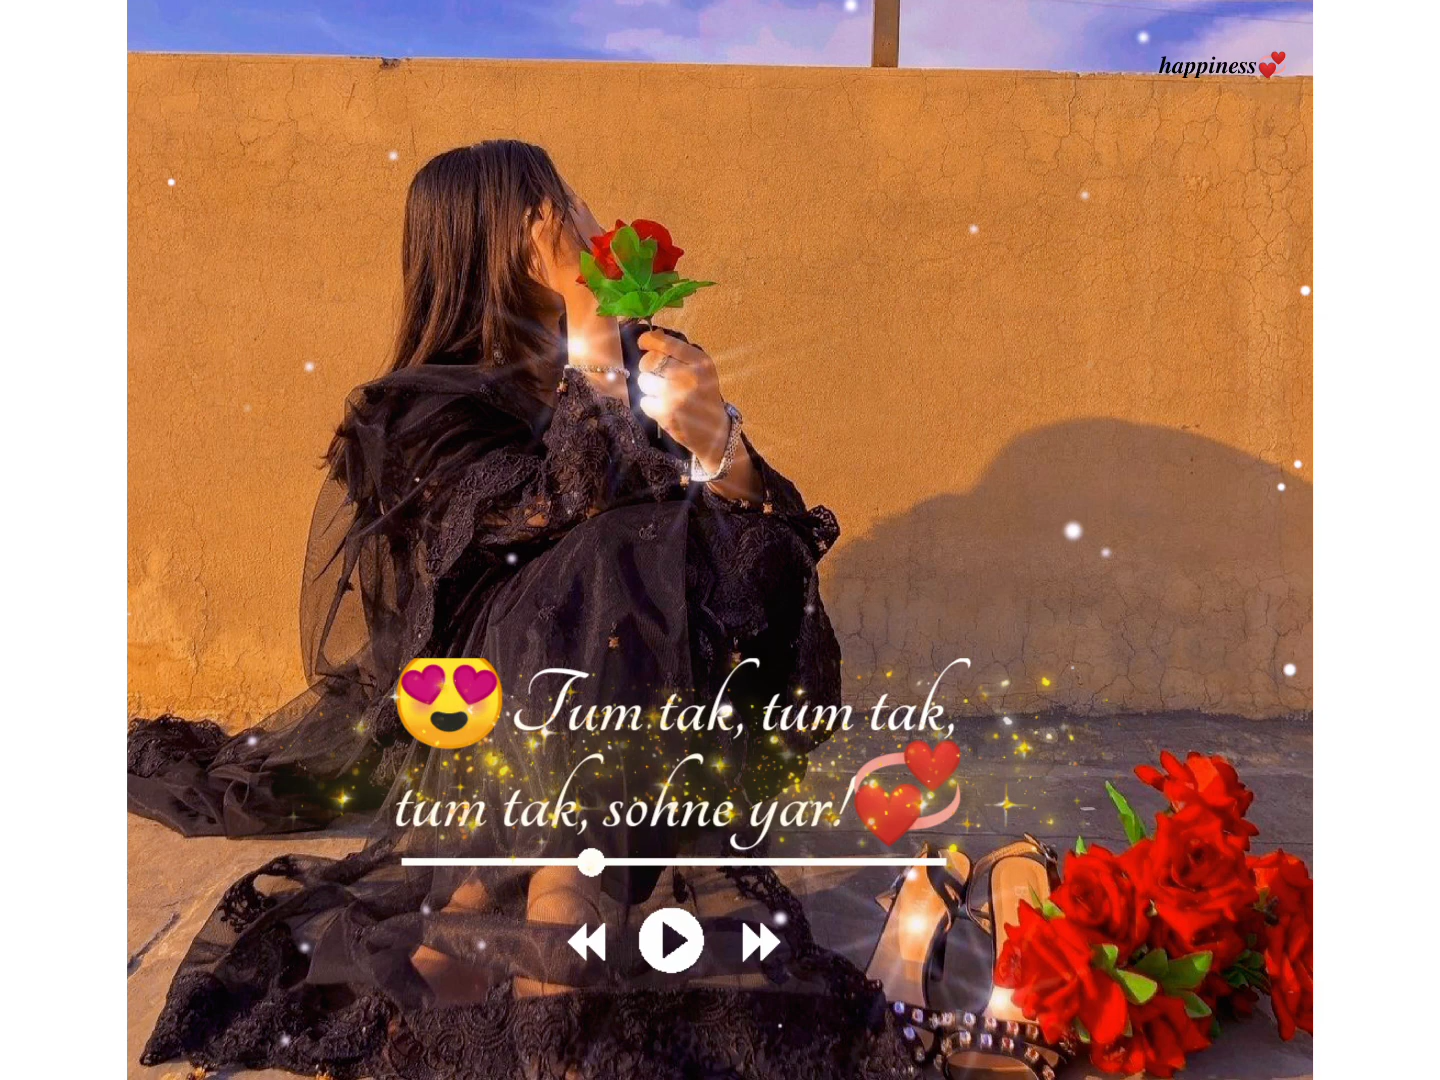 happiness💕
😍 Tum tak, tum tak,
tum tak, sohne yar!💞